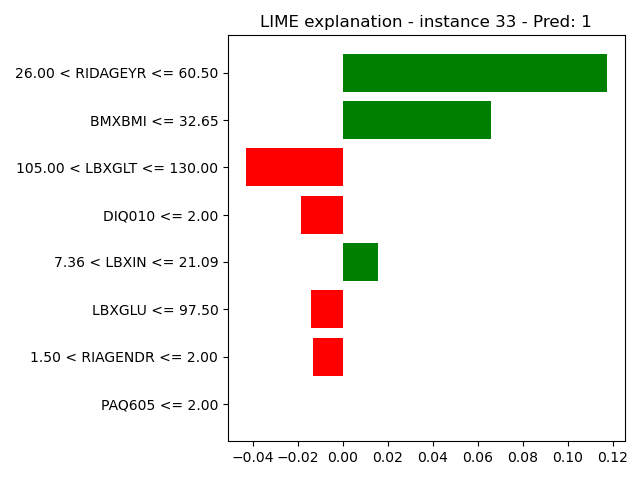 LIME explanation - instance 33 - Pred: 1
26.00 < RIDAGEYR <= 60.50
BMXBMI <= 32.65
105.00 < LBXGLT <= 130.00
DIQ010 <= 2.00
7.36 < LBXIN <= 21.09
LBXGLU <= 97.50
1.50 < RIAGENDR <= 2.00
PAQ605 <= 2.00
−0.04 −0.02 0.00 0.02 0.04 0.06 0.08 0.10 0.12